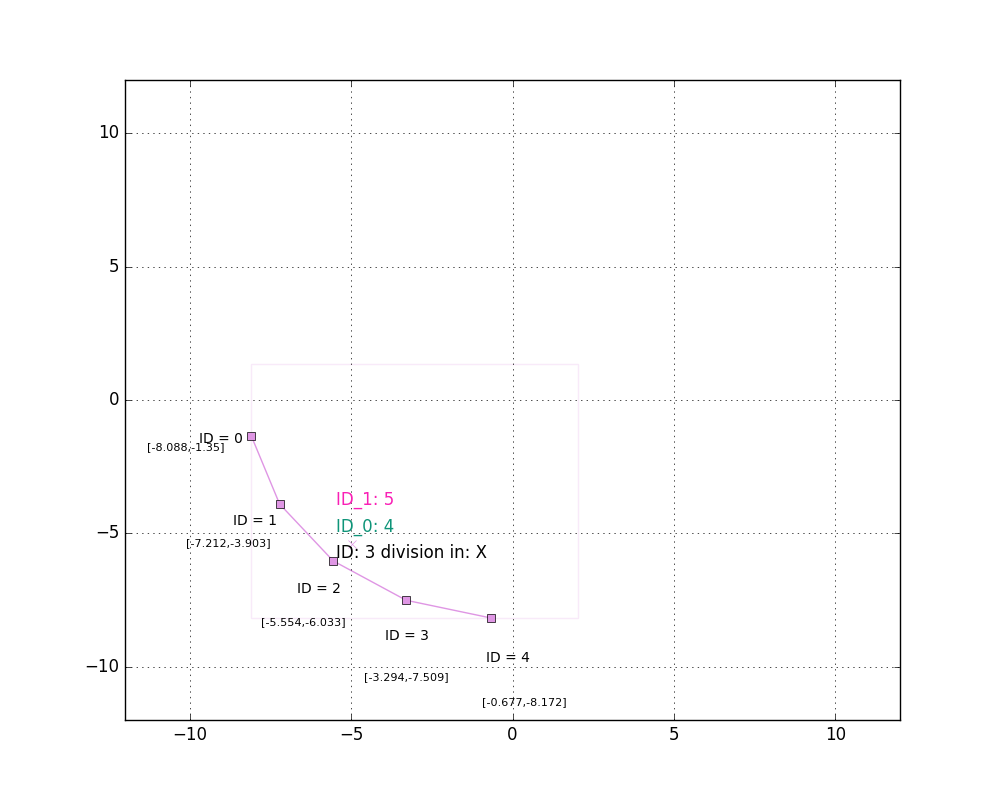 10
5
0
ID = 0
[-8.088,-1.35]
ID_1: 5
ID = 1
ID_0: 4
−5
[-7.212,-3.903]
ID: 3 division in: X
ID = 2
[-5.554,-6.033]
ID = 3
ID = 4
−10
[-3.294,-7.509]
[-0.677,-8.172]
−10 −5 0 5 10